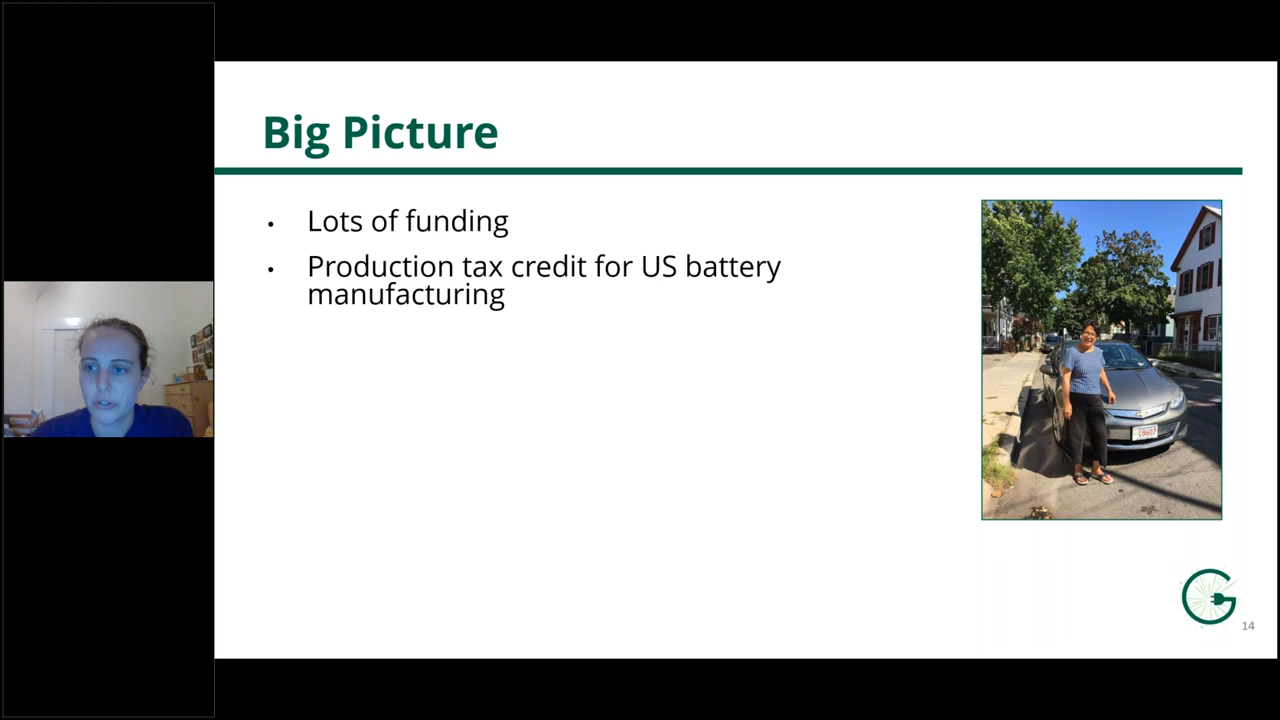 Big Picture
• Lots of funding
• Production tax credit for US battery
manufacturing
14